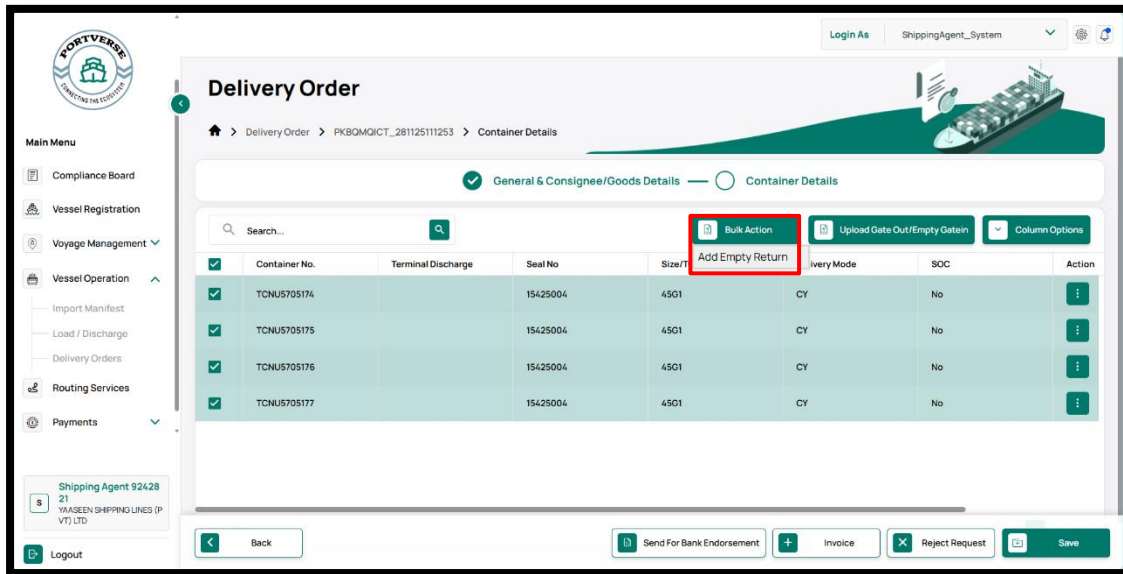 PORTVERSE
CONNECTING THE ECOSYSTEM
Login As ShippingAgent_System
Delivery Order
> Delivery Order > PKBQMQICT_281125111253 > Container Details
Main Menu
Compliance Board
Vessel Registration
Voyage Management
Vessel Operation
Import Manifest
Load / Discharge
Delivery Orders
Routing Services
Payments
S
Shipping Agent 92428
21
YAASEEN SHIPPING LINES (P
VT) LTD
Logout
General & Consignee/Goods Details Container Details
Search... Bulk Action Upload Gate Out/Empty Gatein Column Options
Add Empty Return
Container No. Terminal Discharge Seal No Size/T ivery Mode SOC Action
TCNU5705174 15425004 45G1 CY No
TCNU5705175 15425004 45G1 CY No
TCNU5705176 15425004 45G1 CY No
TCNU5705177 15425004 45G1 CY No
Back Send For Bank Endorsement Invoice Reject Request Save